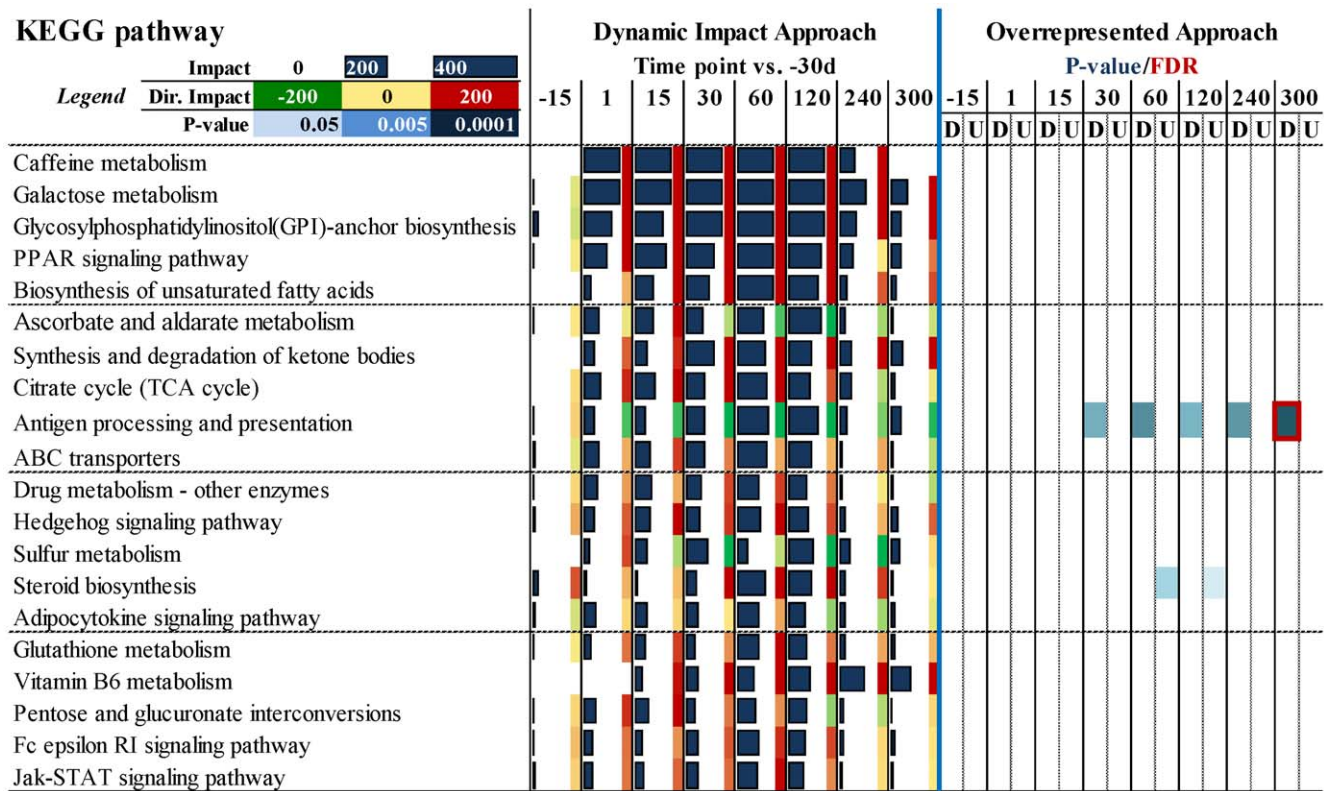 KEGG pathway
Dynamic Impact Approach
Overrepresented Approach
Impact 0 200 400
Time point vs. -30d
P-value/FDR
Legend Dir. Impact -200 0 200
-15 1 15 30 60 120 240 300
-15 1 15 30 60 120 240 300
P-value 0.05 0.005 0.0001
D U D U D U D U D U D U D U D U
Caffeine metabolism
Galactose metabolism
Glycosylphosphatidylinositol(GPI)-anchor biosynthesis
PPAR signaling pathway
Biosynthesis of unsaturated fatty acids
Ascorbate and aldarate metabolism
Synthesis and degradation of ketone bodies
Citrate cycle (TCA cycle)
Antigen processing and presentation
ABC transporters
Drug metabolism - other enzymes
Hedgehog signaling pathway
Sulfur metabolism
Steroid biosynthesis
Adipocytokine signaling pathway
Glutathione metabolism
Vitamin B6 metabolism
Pentose and glucuronate interconversions
Fc epsilon RI signaling pathway
Jak-STAT signaling pathway